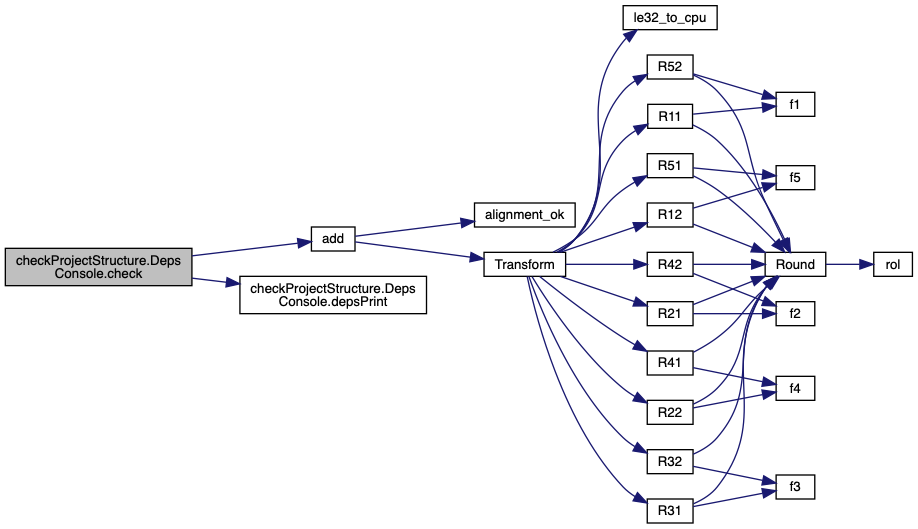 le32_to_cpu
R52
R11
f1
R51
f5
R12
alignment_ok
add
checkProjectStructure.Deps
Console.check
Transform
R42
Round
rol
checkProjectStructure.Deps
Console.depsPrint
R21
f2
R41
f4
R22
R32
f3
R31